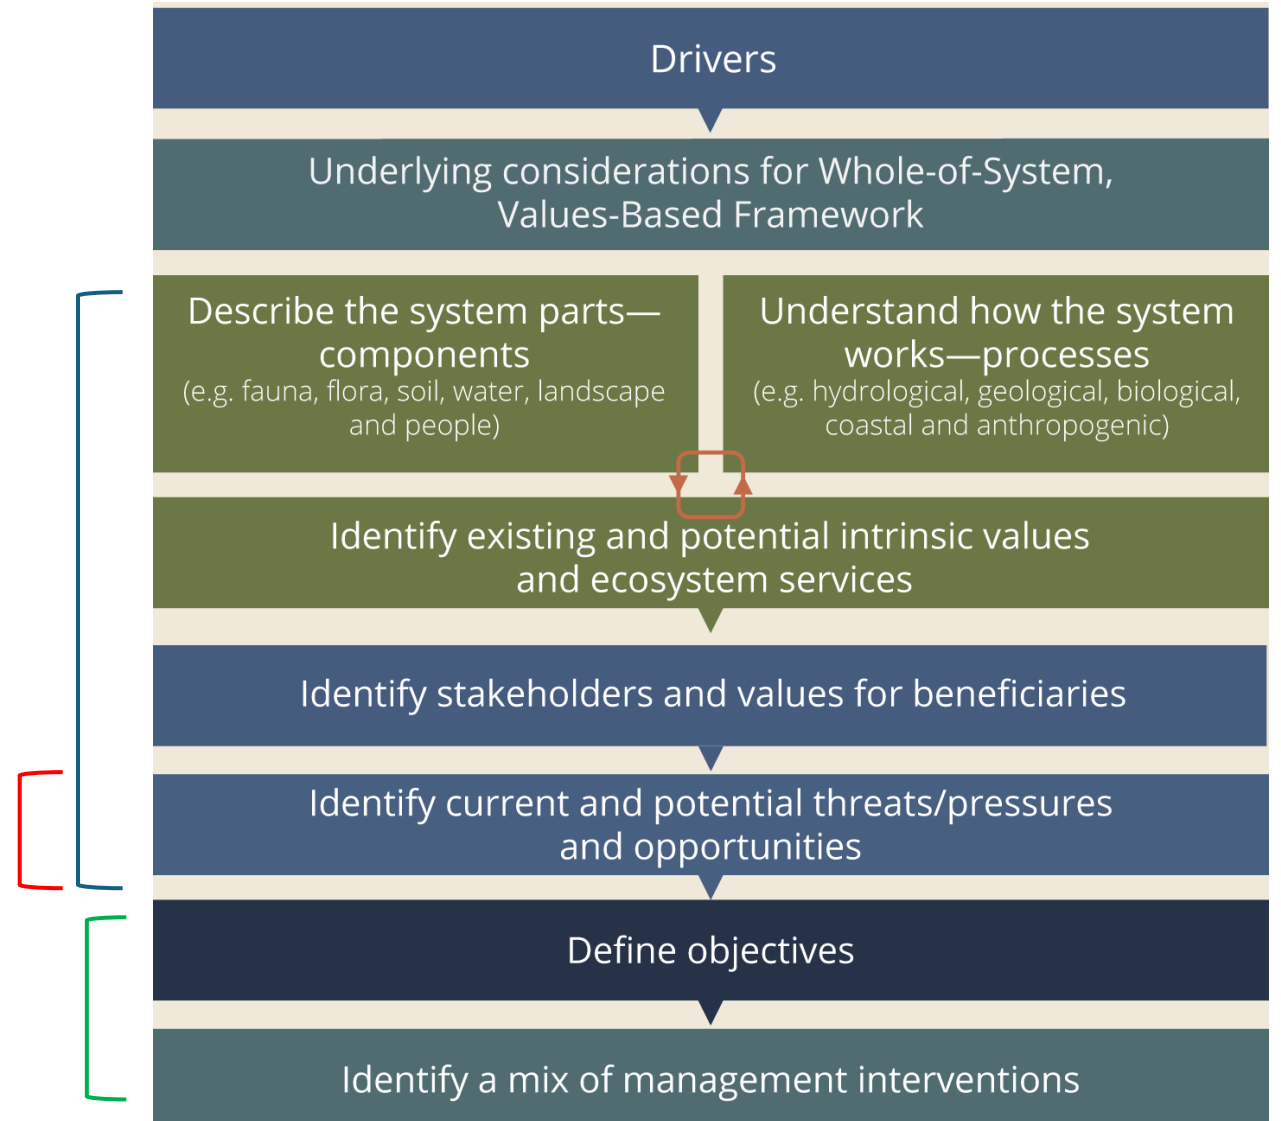 Drivers
Underlying considerations for Whole-of-System,
Values-Based Framework
Describe the system parts—
components
(e.g. fauna, flora, soil, water, landscape
and people)
Understand how the system
works—processes
(e.g. hydrological, geological, biological,
coastal and anthropogenic)
Identify existing and potential intrinsic values
and ecosystem services
Identify stakeholders and values for beneficiaries
Identify current and potential threats/pressures
and opportunities
Define objectives
Identify a mix of management interventions